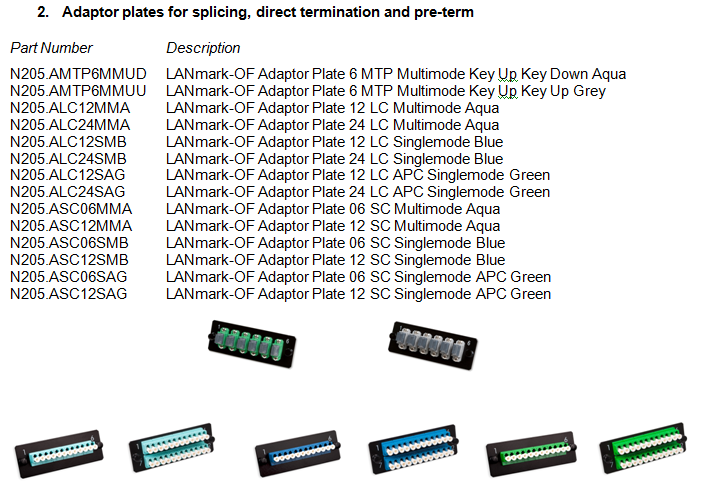 2. Adaptor plates for splicing, direct termination and pre-term
Part Number Description
N205.AMTP6MMUD LANmark-OF Adaptor Plate 6 MTP Multimode Key Up Key Down Aqua
N205.AMTP6MMUU LANmark-OF Adaptor Plate 6 MTP Multimode Key Up Key Up Grey
N205.ALC12MMA LANmark-OF Adaptor Plate 12 LC Multimode Aqua
N205.ALC24MMA LANmark-OF Adaptor Plate 24 LC Multimode Aqua
N205.ALC12SMB LANmark-OF Adaptor Plate 12 LC Singlemode Blue
N205.ALC24SMB LANmark-OF Adaptor Plate 24 LC Singlemode Blue
N205.ALC12SAG LANmark-OF Adaptor Plate 12 LC APC Singlemode Green
N205.ALC24SAG LANmark-OF Adaptor Plate 24 LC APC Singlemode Green
N205.ASC06MMA LANmark-OF Adaptor Plate 06 SC Multimode Aqua
N205.ASC12MMA LANmark-OF Adaptor Plate 12 SC Multimode Aqua
N205.ASC06SMB LANmark-OF Adaptor Plate 06 SC Singlemode Blue
N205.ASC12SMB LANmark-OF Adaptor Plate 12 SC Singlemode Blue
N205.ASC06SAG LANmark-OF Adaptor Plate 06 SC Singlemode APC Green
N205.ASC12SAG LANmark-OF Adaptor Plate 12 SC Singlemode APC Green